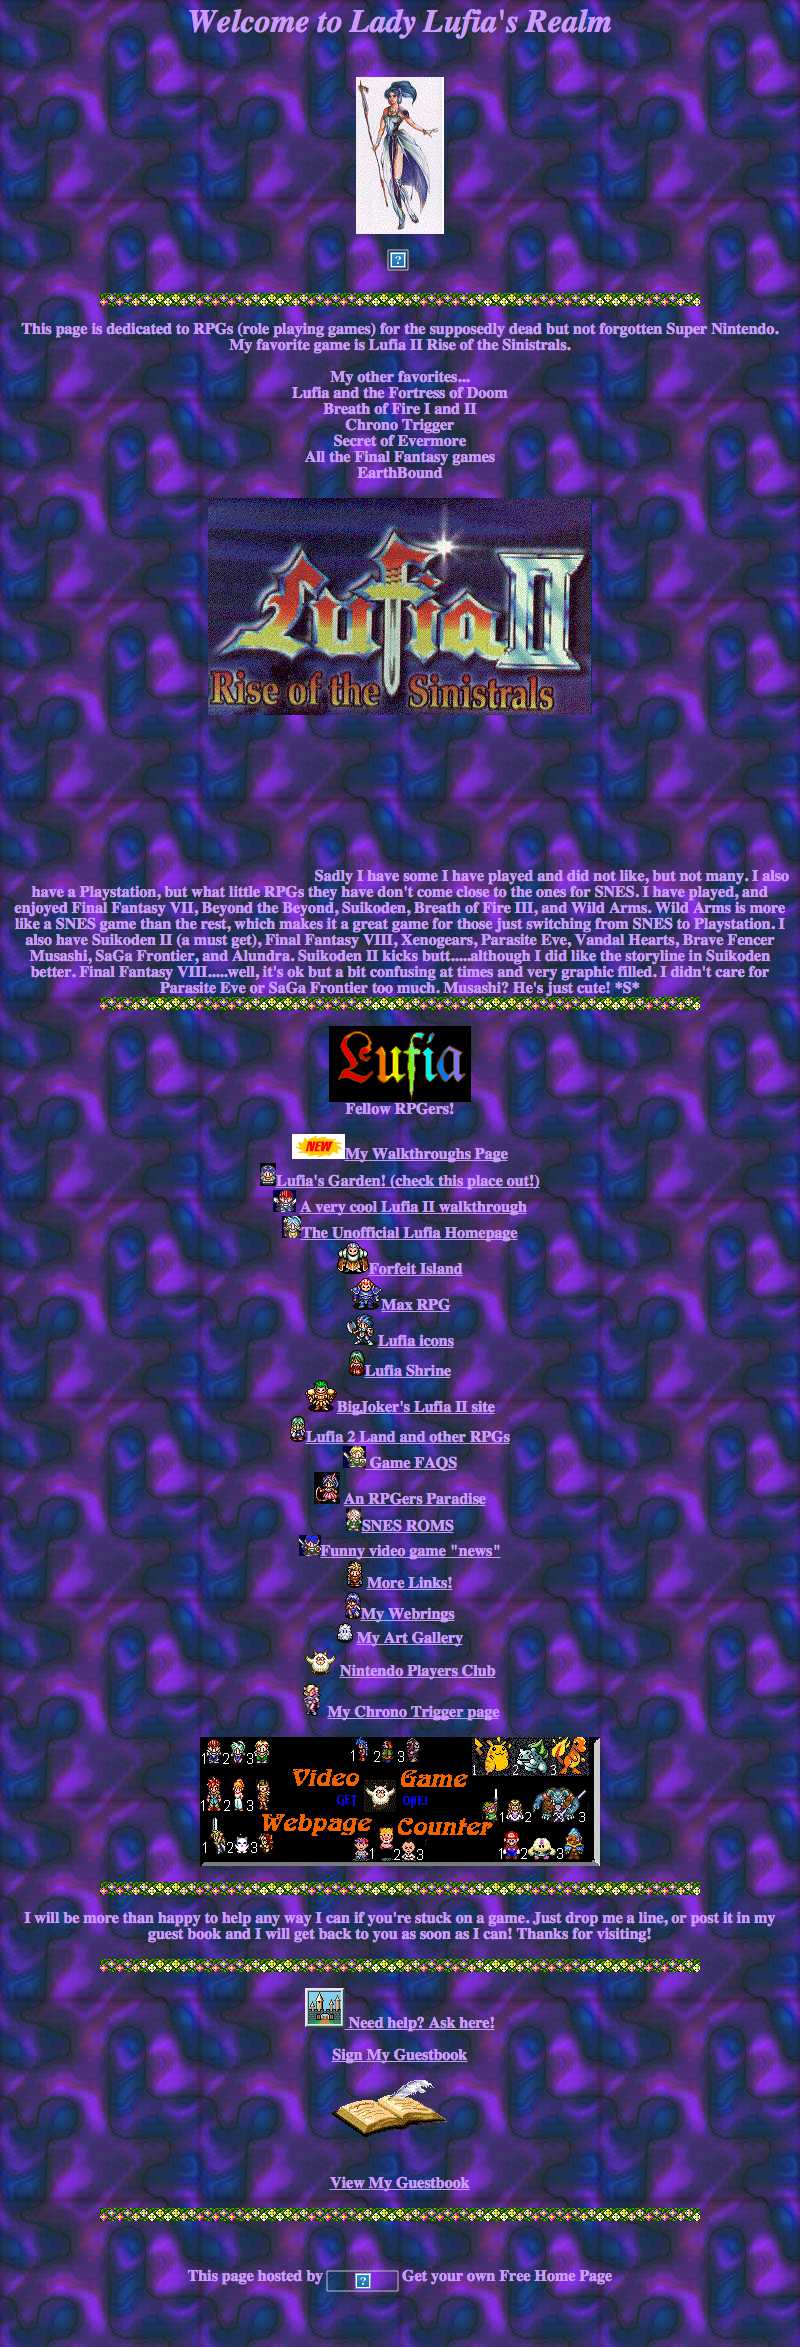 Welcome to Lady Lufia's Realm
This page is dedicated to RPGs (role playing games) for the supposedly dead but not forgotten Super Nintendo.
My favorite game is Lufia II Rise of the Sinistrals.
My other favorites...
Lufia and the Fortress of Doom
Breath of Fire I and II
Chrono Trigger
Secret of Evermore
All the Final Fantasy games
EarthBound
Lufia II
Rise of the Sinistrals
Sadly I have some I have played and did not like, but not many. I also
have a Playstation, but what little RPGs they have don't come close to the ones for SNES. I have played, and
enjoyed Final Fantasy VII, Beyond the Beyond, Suikoden, Breath of Fire III, and Wild Arms. Wild Arms is more
like a SNES game than the rest, which makes it a great game for those just switching from SNES to Playstation. I
also have Suikoden II (a must get), Final Fantasy VIII, Xenogears, Parasite Eve, Vandal Hearts, Brave Fencer
Musashi, SaGa Frontier, and Alundra. Suikoden II kicks butt.....although I did like the storyline in Suikoden
better. Final Fantasy VIII.....well, it's ok but a bit confusing at times and very graphic filled. I didn't care for
Parasite Eve or SaGa Frontier too much. Musashi? He's just cute! *S*
Lufia
Fellow RPGers!
NEW My Walkthroughs Page
Lufia's Garden! (check this place out!)
A very cool Lufia II walkthrough
The Unofficial Lufia Homepage
Forfeit Island
Max RPG
Lufia icons
Lufia Shrine
BigJoker's Lufia II site
Lufia 2 Land and other RPGs
Game FAQS
An RPGers Paradise
SNES ROMS
Funny video game "news"
More Links!
My Webrings
My Art Gallery
Nintendo Players Club
My Chrono Trigger page
1 2 3 1 2 3 1 2 3
Video Game
GET ONE!
1 2 3 1 2 3
Webpage Counter
1 2 3 1 2 3 1 2 3
I will be more than happy to help any way I can if you're stuck on a game. Just drop me a line, or post it in my
guest book and I will get back to you as soon as I can! Thanks for visiting!
Need help? Ask here!
Sign My Guestbook
View My Guestbook
This page hosted by Get your own Free Home Page